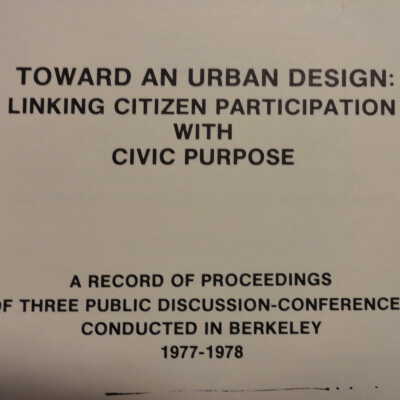 TOWARD AN URBAN DESIGN:
LINKING CITIZEN PARTICIPATION
WITH
CIVIC PURPOSE
A RECORD OF PROCEEDINGS
OF THREE PUBLIC DISCUSSION-CONFERENCE
CONDUCTED IN BERKELEY
1977-1978